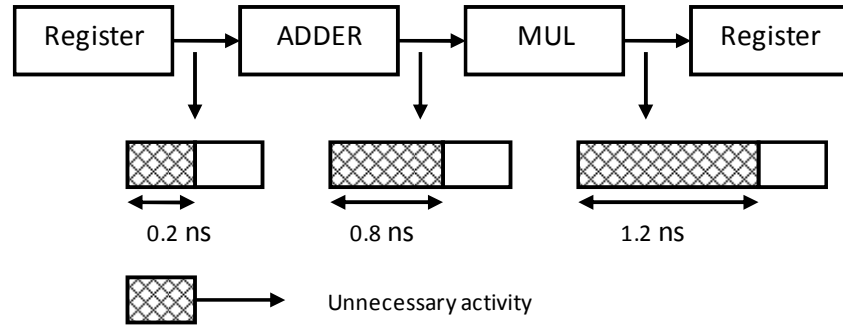 Register ADDER MUL Register
0.2 ns 0.8 ns 1.2 ns
Unnecessary activity